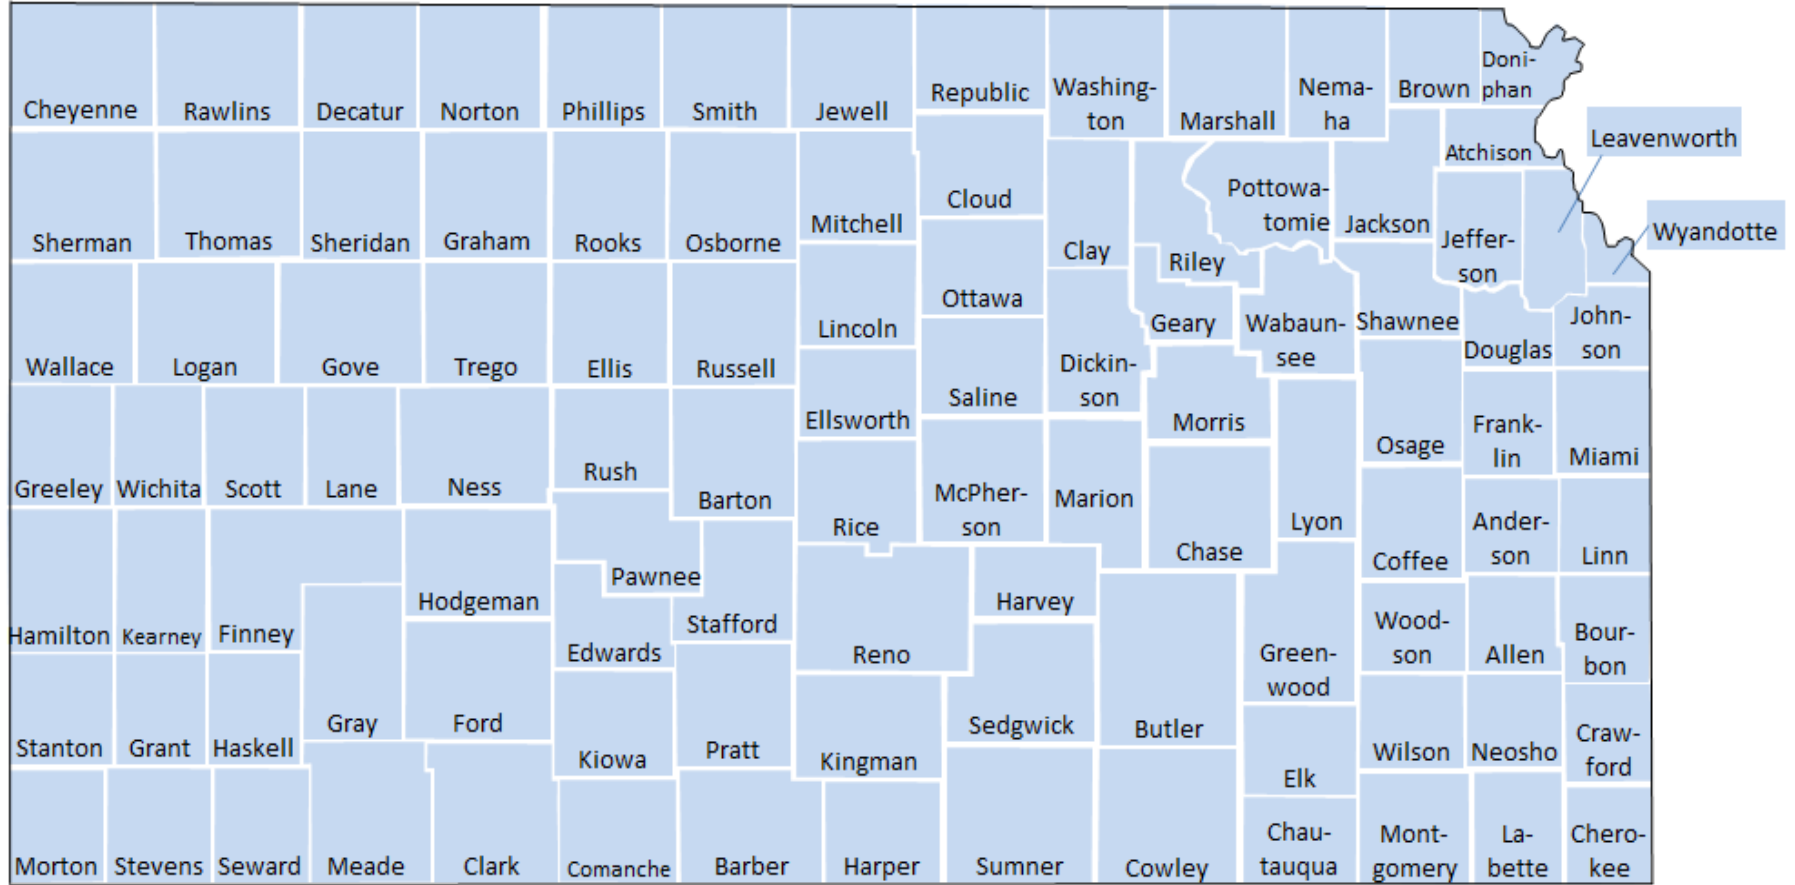 Cheyenne
Rawlins
Decatur
Norton
Phillips
Smith
Jewell
Republic
Washing-
ton
Marshall
Nema-
ha
Brown
Doni-
phan
Atchison
Leavenworth
Sherman
Thomas
Sheridan
Graham
Rooks
Osborne
Mitchell
Cloud
Clay
Riley
Pottowa-
tomie
Jackson
Jeffer-
son
Wyandotte
Wallace
Logan
Gove
Trego
Ellis
Russell
Lincoln
Ottawa
Saline
Dickin-
son
Geary
Wabaun-
see
Shawnee
Douglas
John-
son
Ellsworth
Morris
Osage
Frank-
lin
Miami
Greeley
Wichita
Scott
Lane
Ness
Rush
Barton
Rice
McPher-
son
Marion
Chase
Lyon
Coffee
Ander-
son
Linn
Hamilton
Kearney
Finney
Hodgeman
Pawnee
Edwards
Stafford
Reno
Harvey
Green-
wood
Wood-
son
Allen
Bour-
bon
Stanton
Grant
Haskell
Gray
Ford
Kiowa
Pratt
Kingman
Sedgwick
Butler
Elk
Wilson
Neosho
Craw-
ford
Morton
Stevens
Seward
Meade
Clark
Comanche
Barber
Harper
Sumner
Cowley
Chau-
tauqua
Mont-
gomery
La-
bette
Chero-
kee